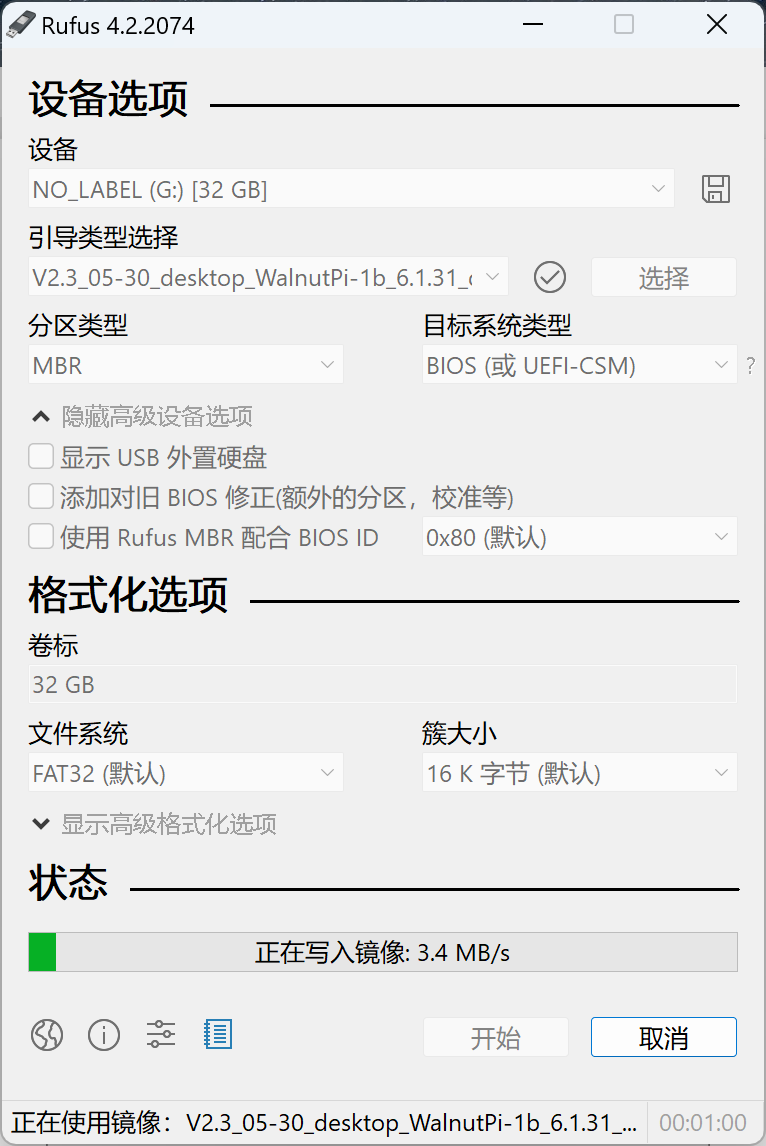 Rufus 4.2.2074
设备选项
设备
NO_LABEL (G:) [32 GB]
引导类型选择
V2.3_05-30_desktop_WalnutPi-1b_6.1.31_ 选择
分区类型 目标系统类型
MBR BIOS (或 UEFI-CSM) ?
隐藏高级设备选项
显示 USB 外置硬盘
添加对旧 BIOS 修正(额外的分区，校准等)
使用 Rufus MBR 配合 BIOS ID 0x80 (默认)
格式化选项
卷标
32 GB
文件系统 簇大小
FAT32 (默认) 16 K 字节 (默认)
显示高级格式化选项
状态
正在写入镜像: 3.4 MB/s
开始 取消
正在使用镜像：V2.3_05-30_desktop_WalnutPi-1b_6.1.31_... 00:01:00